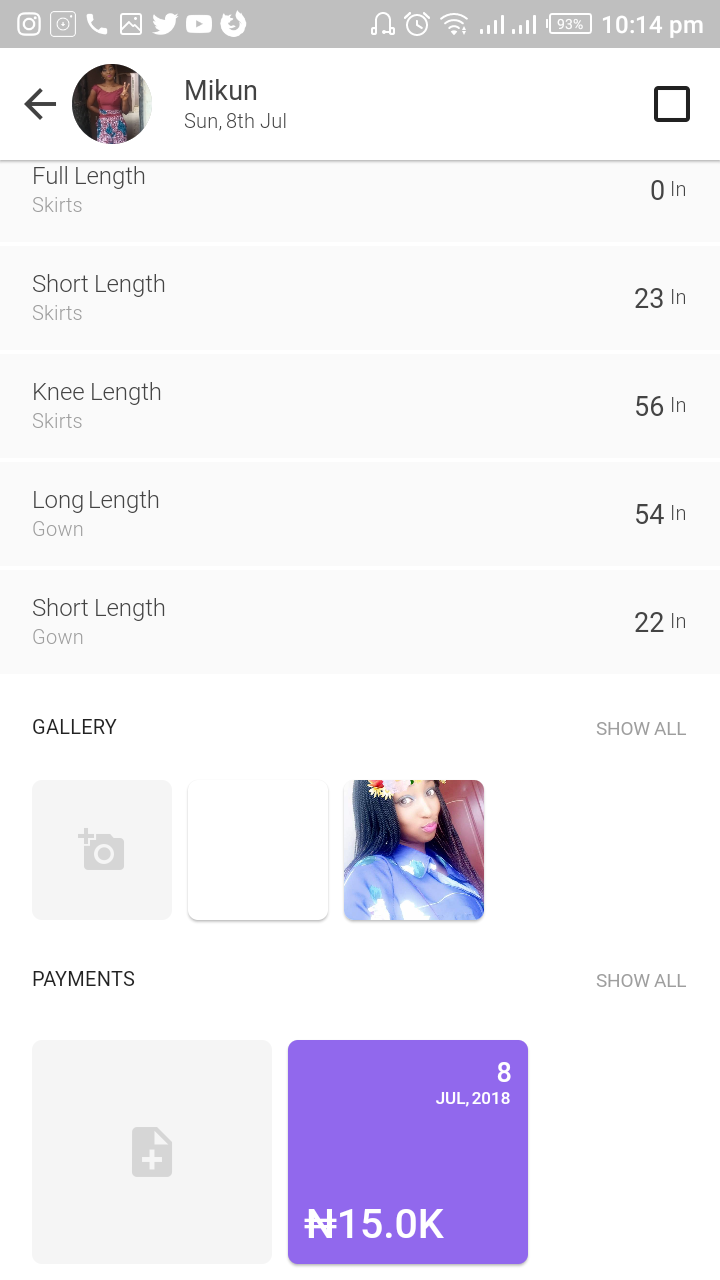 93%
10:14 pm
Mikun
Sun, 8th Jul
Full Length
Skirts
0 In
Short Length
Skirts
23 In
Knee Length
Skirts
56 In
Long Length
Gown
54 In
Short Length
Gown
22 In
GALLERY
SHOW ALL
PAYMENTS
SHOW ALL
8
JUL, 2018
₦15.0K